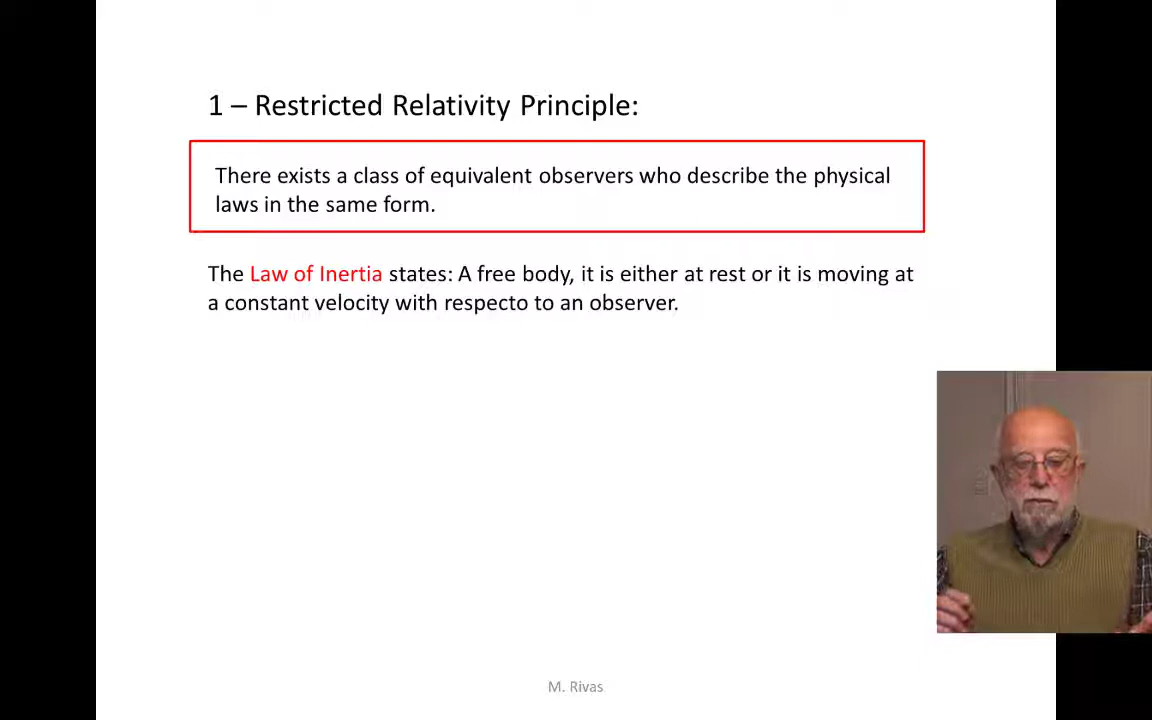 1 – Restricted Relativity Principle:
There exists a class of equivalent observers who describe the physical
laws in the same form.
The Law of Inertia states: A free body, it is either at rest or it is moving at
a constant velocity with respecto to an observer.
M. Rivas